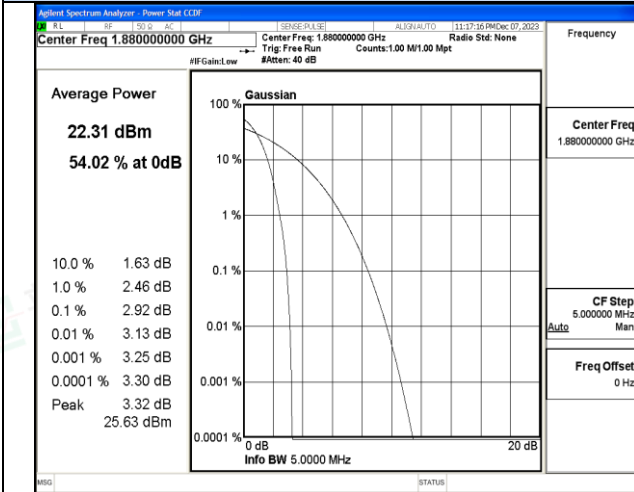 Agilent Spectrum Analyzer - Power Stat CCDF
RL RF 50 Ω AC SENSE:PULSE ALIGNAUTO 11:17:16 PM Dec 07, 2023
Center Freq 1.880000000 GHz
Center Freq: 1.880000000 GHz Radio Std: None
Trig: Free Run Counts:1.00 M/1.00 Mpt
#IFGain:Low #Atten: 40 dB
Frequency
Average Power
22.31 dBm
54.02 % at 0dB
10.0 % 1.63 dB
1.0 % 2.46 dB
0.1 % 2.92 dB
0.01 % 3.13 dB
0.001 % 3.25 dB
0.0001 % 3.30 dB
Peak 3.32 dB
25.63 dBm
Gaussian
100 %
10 %
1 %
0.1 %
0.01 %
0.001 %
0.0001 %
0 dB 20 dB
Info BW 5.0000 MHz
Center Freq
1.880000000 GHz
CF Step
5.000000 MHz
Auto Man
Freq Offset
0 Hz
MSG STATUS